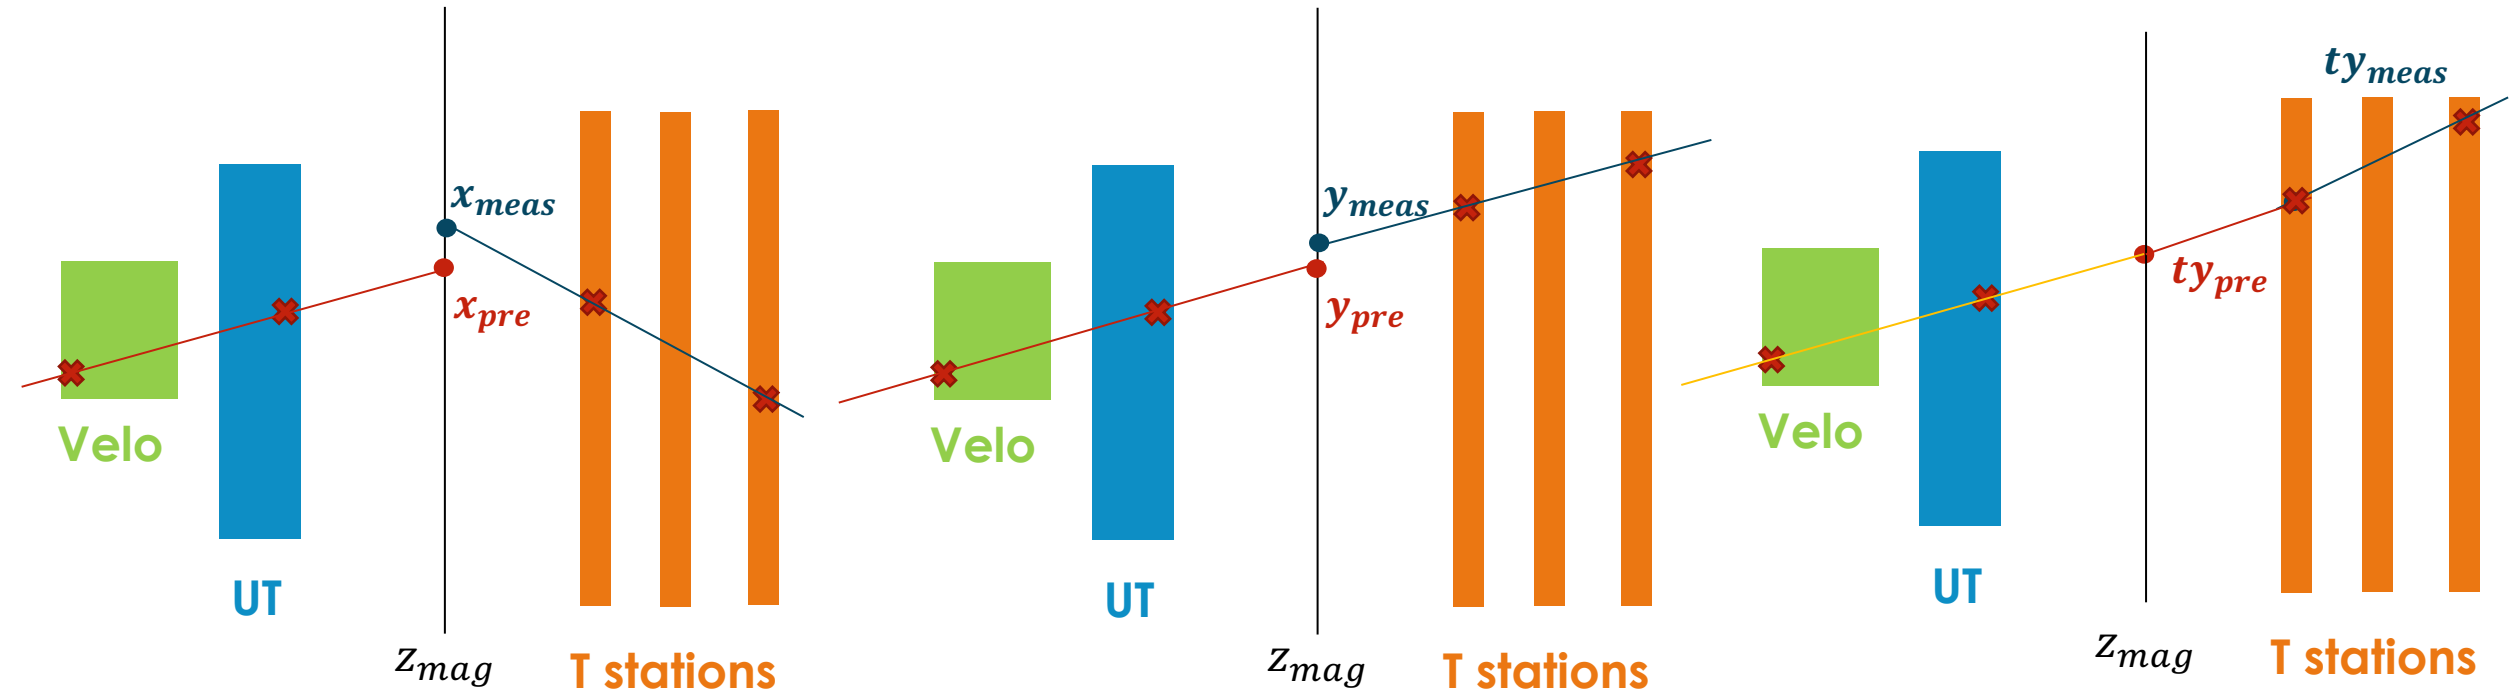 x_meas
x_pre
Velo
UT
z_mag
T stations
y_meas
y_pre
Velo
UT
z_mag
T stations
ty_meas
ty_pre
Velo
UT
z_mag
T stations